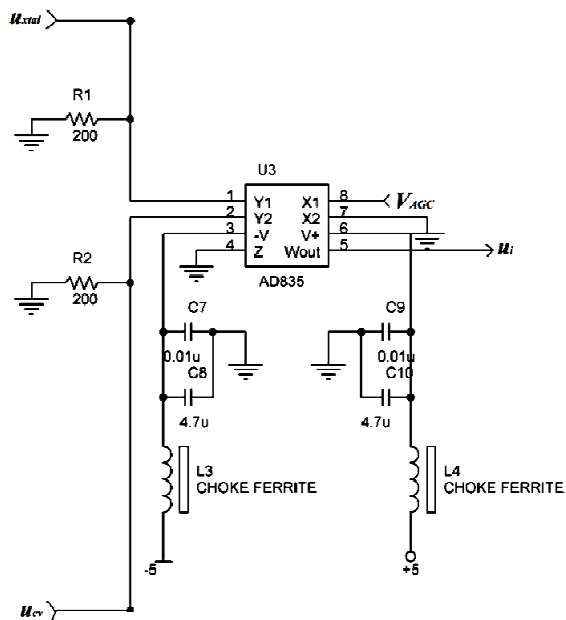 uxtal
R1
200
U3
1 Y1 X1 8 VAGC
2 Y2 X2 7
3 -V V+ 6
4 Z Wout 5 ui
AD835
R2
200
C7
0.01u
C8
4.7u
C9
0.01u
C10
4.7u
L3
CHOKE FERRITE
L4
CHOKE FERRITE
-5
+5
ucv